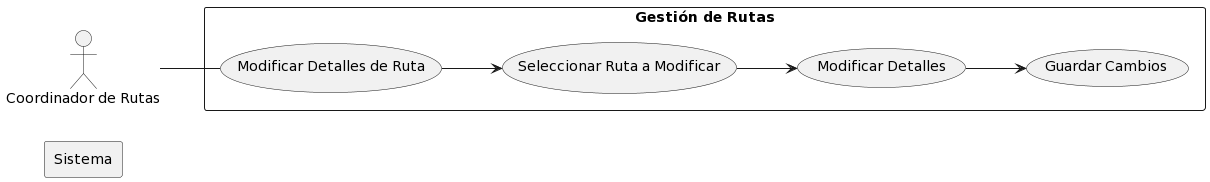 Gestión de Rutas
Modificar Detalles de Ruta
Seleccionar Ruta a Modificar
Modificar Detalles
Guardar Cambios
Coordinador de Rutas
Sistema